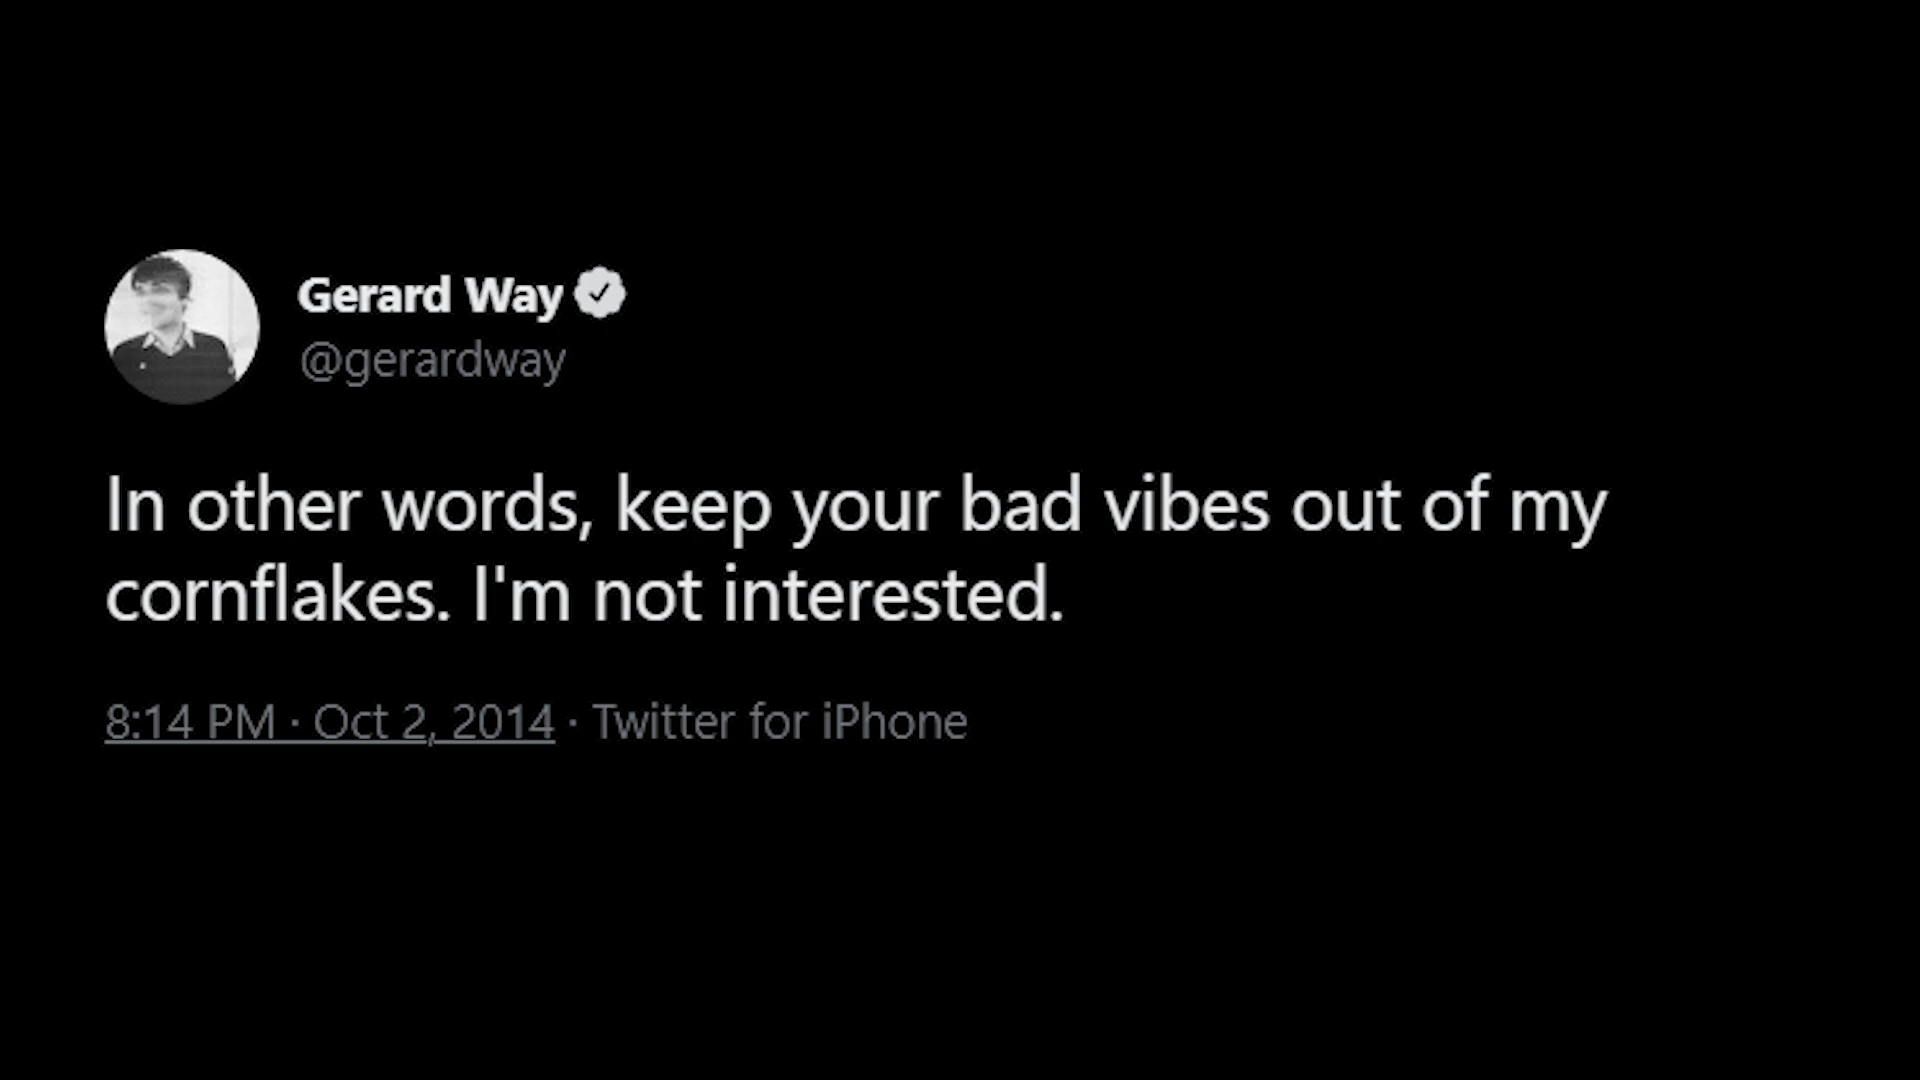 Gerard Way
@gerardway
In other words, keep your bad vibes out of my
cornflakes. I'm not interested.
8:14 PM · Oct 2, 2014 · Twitter for iPhone